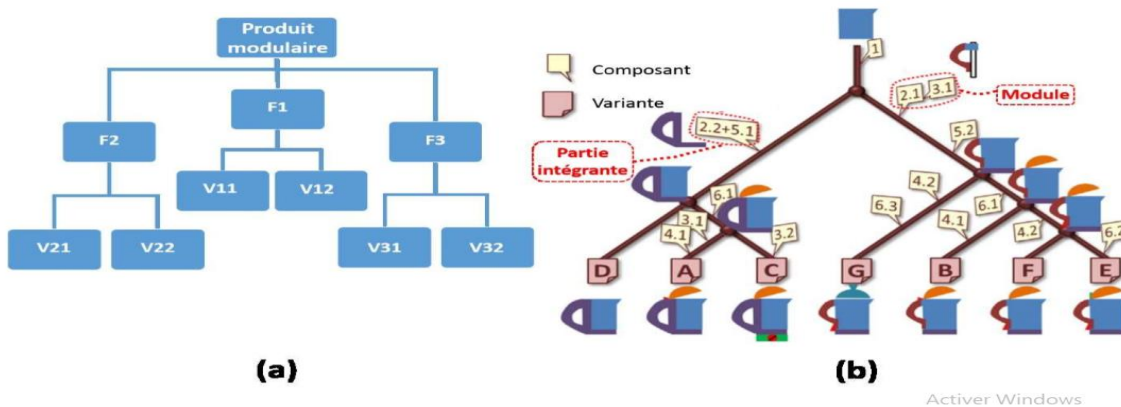 Produit
modulaire
F1
F2
F3
V11
V12
V21
V22
V31
V32
(a)
Composant
Variante
1
2.1
3.1
Module
2.2+5.1
Partie
intégrante
5.2
4.2
6.1
6.1
6.3
4.1
3.1
4.1
3.2
4.2
6.2
D
A
C
G
B
F
E
(b)
Activer Windows